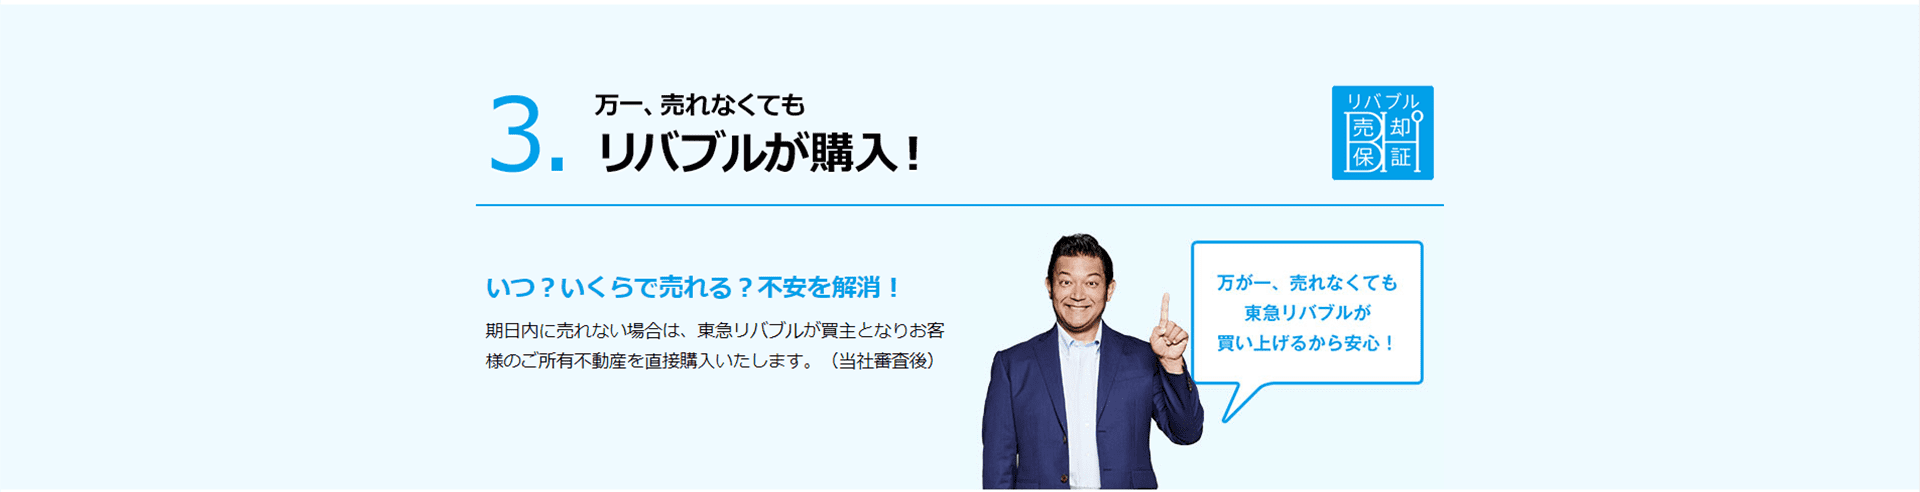 3.
万一、売れなくても
リバブルが購入！
リバブル
売却
保証
いつ？いくらで売れる？不安を解消！
期日内に売れない場合は、東急リバブルが買主となりお客
様のご所有不動産を直接購入いたします。（当社審査後）
万が一、売れなくても
東急リバブルが
買い上げるから安心！